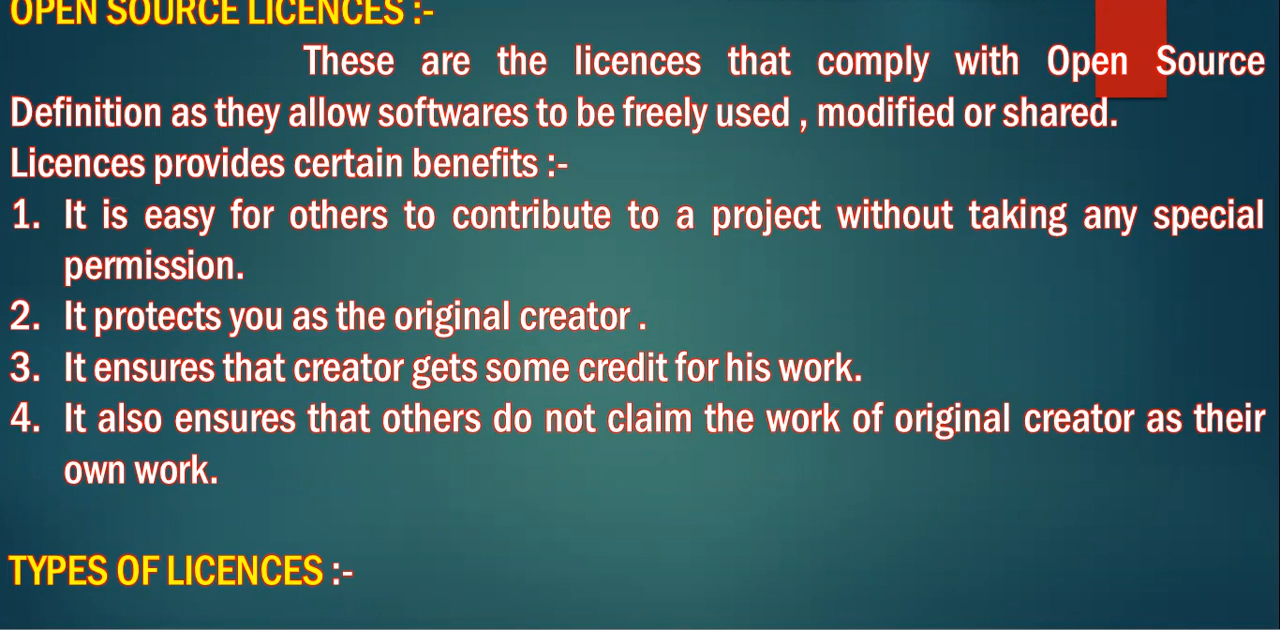 OPEN SOURCE LICENCES :-
These are the licences that comply with Open Source
Definition as they allow softwares to be freely used , modified or shared.
Licences provides certain benefits :-
1. It is easy for others to contribute to a project without taking any special
permission.
2. It protects you as the original creator .
3. It ensures that creator gets some credit for his work.
4. It also ensures that others do not claim the work of original creator as their
own work.
TYPES OF LICENCES :-